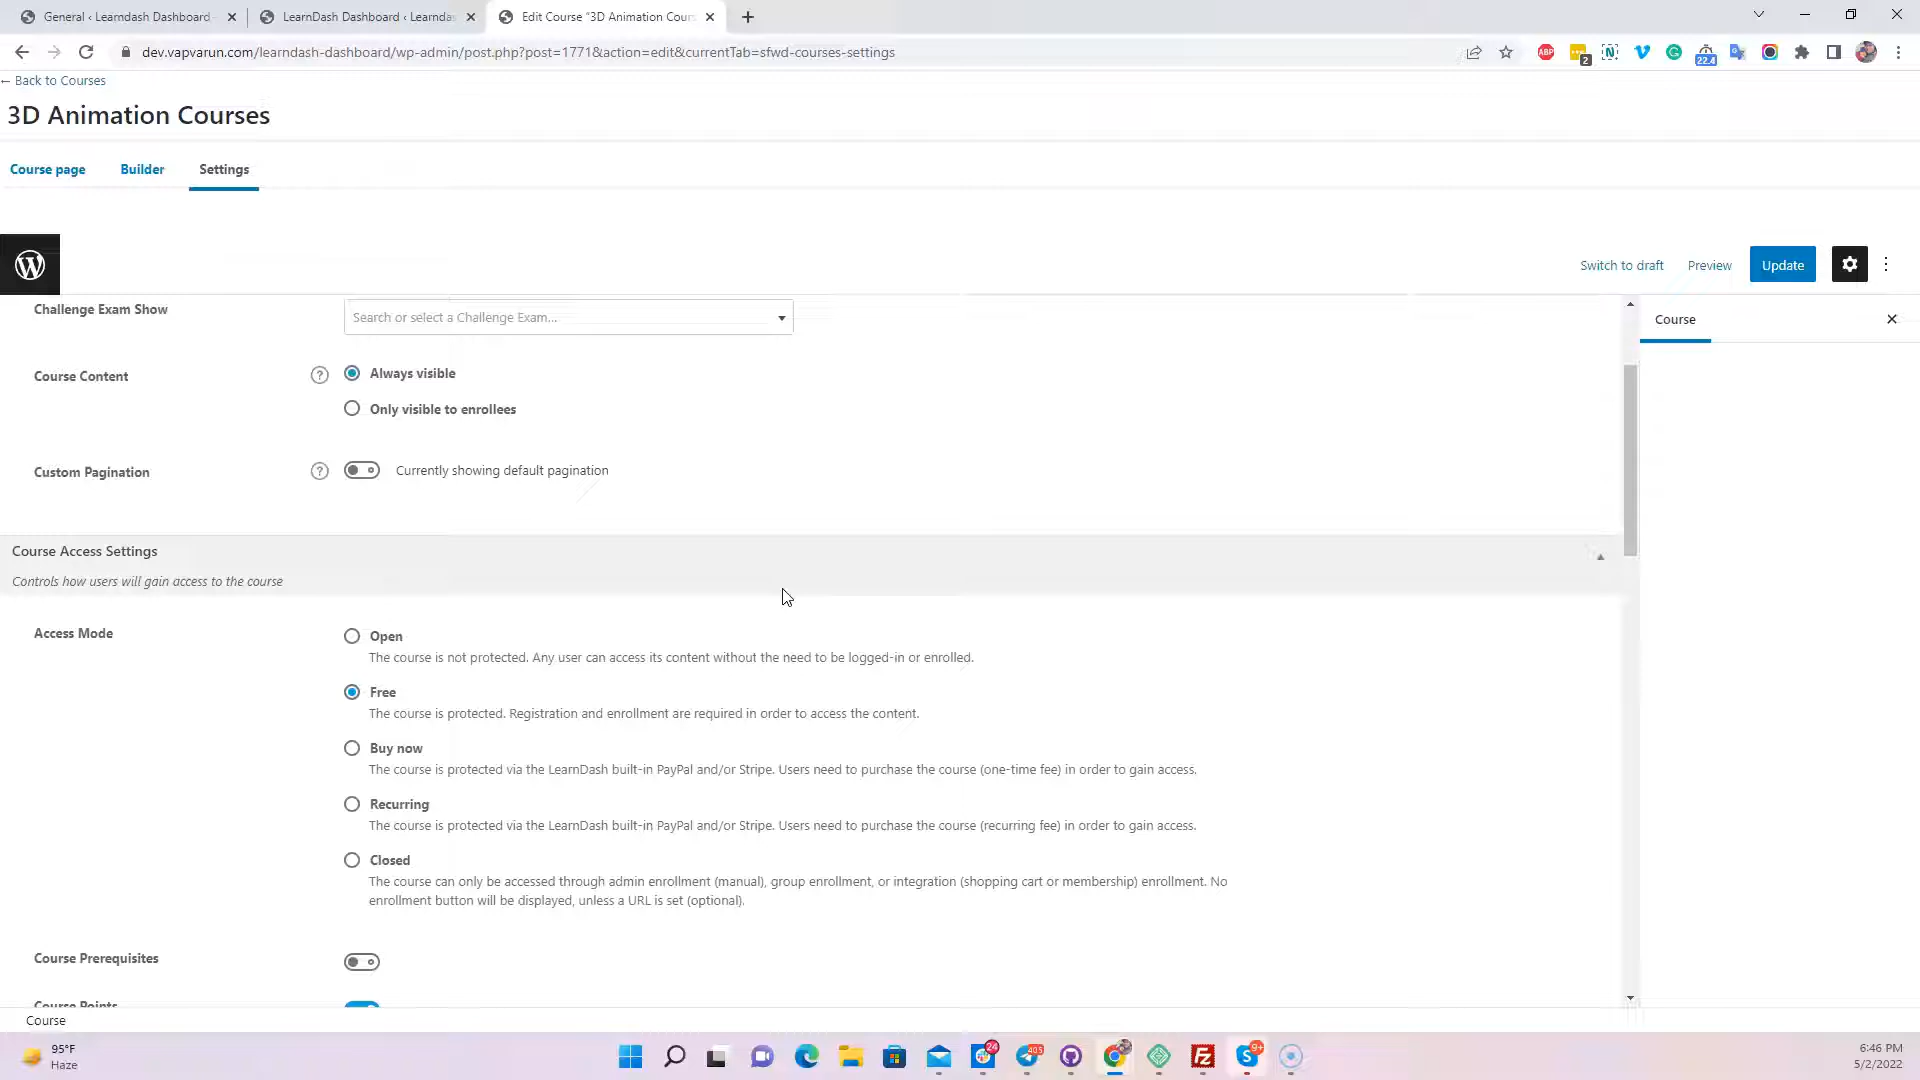 General ‹ Learndash Dashboard
LearnDash Dashboard ‹ Learndas
Edit Course "3D Animation Cour
dev.vapvarun.com/learndash-dashboard/wp-admin/post.php?post=1771&action=edit&currentTab=sfwd-courses-settings
ABP
2
22.4
← Back to Courses
3D Animation Courses
Course page
Builder
Settings
Switch to draft
Preview
Update
Challenge Exam Show
Search or select a Challenge Exam...
Course
Course Content
? Always visible
Only visible to enrollees
Custom Pagination
? Currently showing default pagination
Course Access Settings
Controls how users will gain access to the course
Access Mode
Open
The course is not protected. Any user can access its content without the need to be logged-in or enrolled.
Free
The course is protected. Registration and enrollment are required in order to access the content.
Buy now
The course is protected via the LearnDash built-in PayPal and/or Stripe. Users need to purchase the course (one-time fee) in order to gain access.
Recurring
The course is protected via the LearnDash built-in PayPal and/or Stripe. Users need to purchase the course (recurring fee) in order to gain access.
Closed
The course can only be accessed through admin enrollment (manual), group enrollment, or integration (shopping cart or membership) enrollment. No
enrollment button will be displayed, unless a URL is set (optional).
Course Prerequisites
Course Points
Course
95°F
Haze
24
405
9+
6:46 PM
5/2/2022